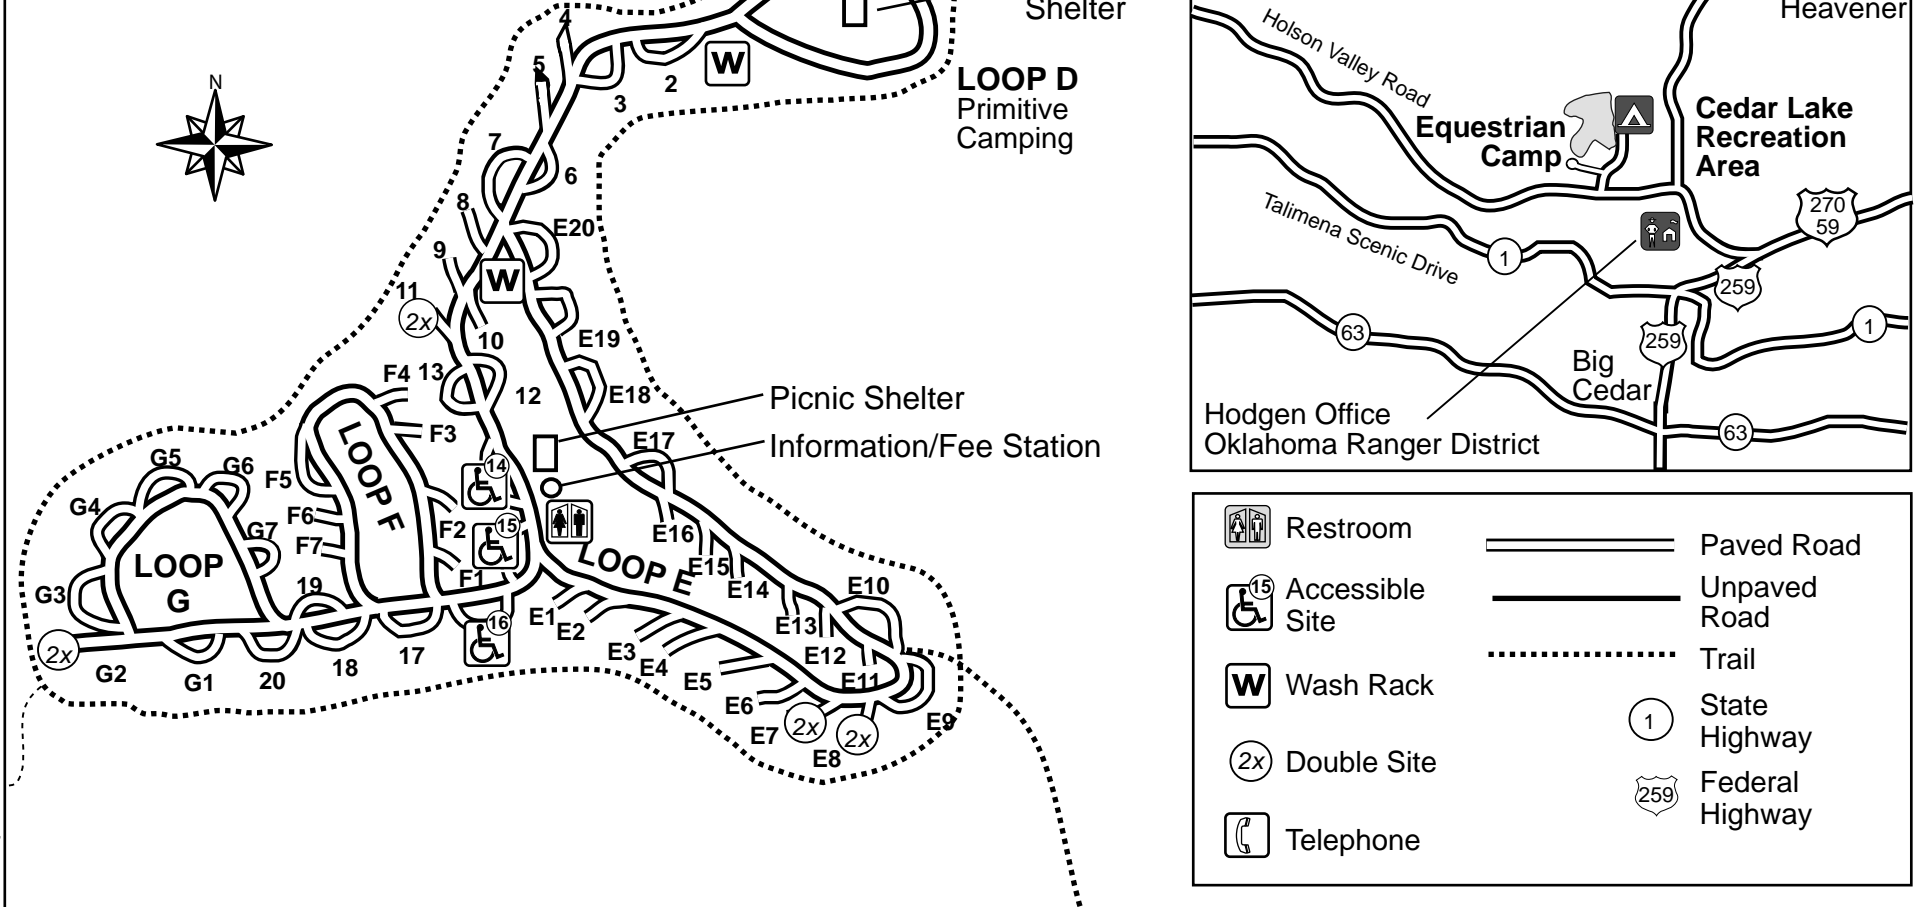 4
Shelter
5
W
2
3
LOOP D
Primitive
Camping
N
7
6
8
E20
9
W
11
2x
10
E19
F4
13
12
E18
Picnic Shelter
F3
E17
Information/Fee Station
LOOP F
G5
G6
F5
14
G4
F6
F2
15
E16
G7
F7
LOOP
G
LOOP E
E15
F1
E14
E10
G3
19
E1
E2
E13
16
2x
G2
G1
20
18
17
E3
E4
E12
E5
E11
E6
E7
2x
2x
E8
E9
Heavener
Holson Valley Road
Equestrian
Camp
Cedar Lake
Recreation
Area
270
59
Talimena Scenic Drive
1
259
63
259
1
Big
Cedar
Hodgen Office
Oklahoma Ranger District
63
Restroom
15
Accessible
Site
W
Wash Rack
2x
Double Site
Telephone
Paved Road
Unpaved
Road
Trail
1
State
Highway
259
Federal
Highway